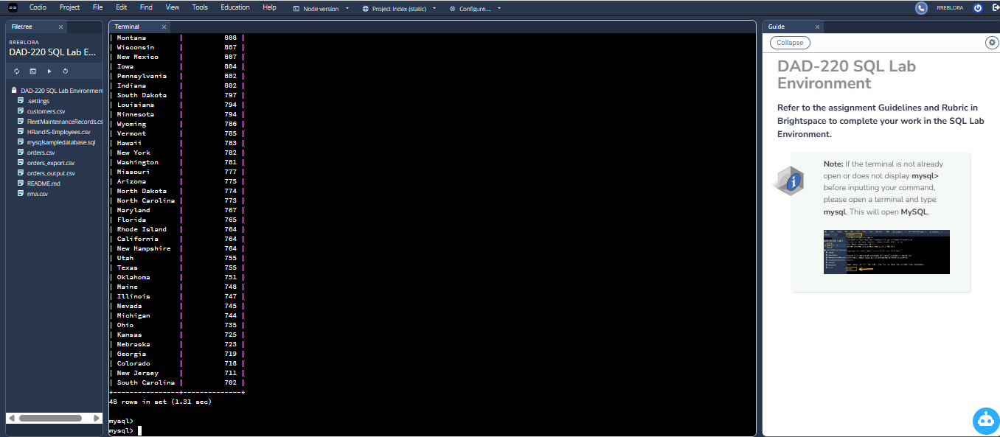 Codio Project File Edit Find View Tools Education Help Node version Project Index (static) Configure.... RREBLORA
Filetree
RREBLORA
DAD-220 SQL Lab E...
DAD-220 SQL Lab Environment
.settings
customers.csv
FleetMaintenanceRecords.cs
HRandIS-Employees.csv
mysqlsampledatabase.sql
orders.csv
orders_export.csv
orders_output.csv
README.md
rma.csv
Terminal
| Montana | 808 |
| Wisconsin | 807 |
| New Mexico | 807 |
| Iowa | 804 |
| Pennsylvania | 802 |
| Indiana | 802 |
| South Dakota | 797 |
| Louisiana | 794 |
| Minnesota | 794 |
| Wyoming | 786 |
| Vermont | 785 |
| Hawaii | 783 |
| New York | 782 |
| Washington | 781 |
| Missouri | 777 |
| Arizona | 775 |
| North Dakota | 774 |
| North Carolina | 773 |
| Maryland | 767 |
| Florida | 765 |
| Rhode Island | 764 |
| California | 764 |
| New Hampshire | 764 |
| Utah | 755 |
| Texas | 755 |
| Oklahoma | 751 |
| Maine | 748 |
| Illinois | 747 |
| Nevada | 745 |
| Michigan | 744 |
| Ohio | 735 |
| Kansas | 725 |
| Nebraska | 723 |
| Georgia | 719 |
| Colorado | 718 |
| New Jersey | 711 |
| South Carolina | 702 |
+----------------+--------------+
48 rows in set (1.31 sec)
mysql>
mysql>
Guide
Collapse
DAD-220 SQL Lab
Environment
Refer to the assignment Guidelines and Rubric in
Brightspace to complete your work in the SQL Lab
Environment.
Note: If the terminal is not already
open or does not display mysql>
before inputting your command,
please open a terminal and type
mysql. This will open MySQL.